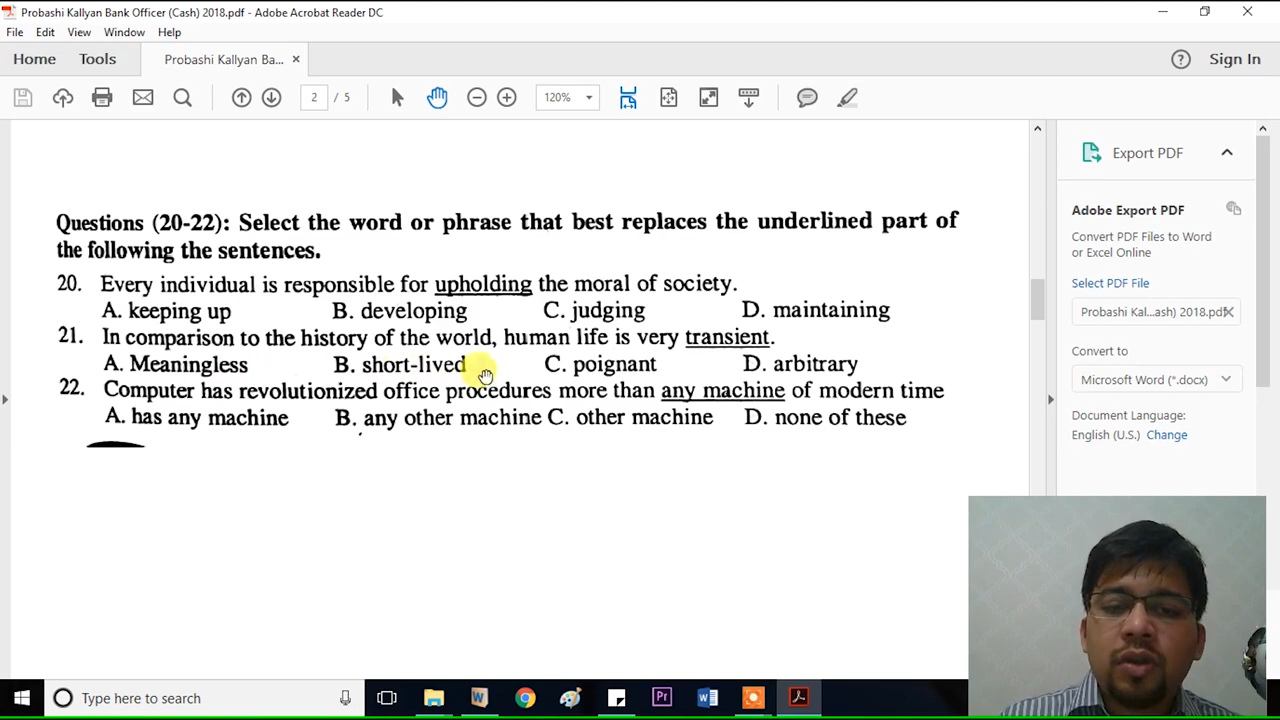 Probashi Kallyan Bank Officer (Cash) 2018.pdf - Adobe Acrobat Reader DC
File Edit View Window Help
Home Tools Probashi Kallyan Ba... × Sign In
2 / 5 120%
Export PDF
Adobe Export PDF
Convert PDF Files to Word
or Excel Online
Select PDF File
Probashi Kal...ash) 2018.pdf
Convert to
Microsoft Word (*.docx)
Document Language:
English (U.S.) Change
Questions (20-22): Select the word or phrase that best replaces the underlined part of
the following the sentences.
20. Every individual is responsible for upholding the moral of society.
A. keeping up B. developing C. judging D. maintaining
21. In comparison to the history of the world, human life is very transient.
A. Meaningless B. short-lived C. poignant D. arbitrary
22. Computer has revolutionized office procedures more than any machine of modern time
A. has any machine B. any other machine C. other machine D. none of these
Type here to search